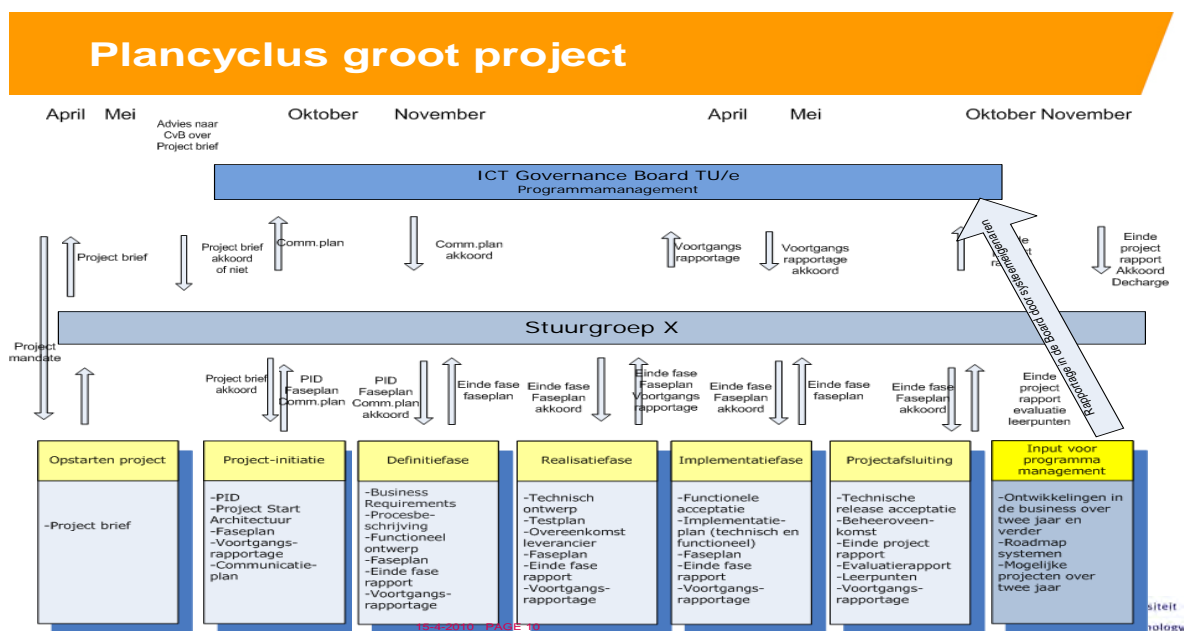 Plancyclus groot project
April Mei
Advies naar
CvB over
Project brief
Oktober
November
April
Mei
Oktober November
ICT Governance Board TU/e
Programmamanagement
Project brief
Project brief
akkoord
of niet
Comm.plan
Comm.plan
akkoord
Voortgangs
rapportage
Voortgangs
rapportage
akkoord
Einde
project
rapport
Akkoord
Decharge
Rapportage in de Board door systeemeigenaren
Stuurgroep X
Project
mandate
Project brief
akkoord
PID
Faseplan
Comm.plan
PID
Faseplan
Comm.plan
akkoord
Einde fase
faseplan
Einde fase
Faseplan
akkoord
Einde fase
Faseplan
Voortgangs
rapportage
Einde fase
Faseplan
akkoord
Einde fase
faseplan
Einde fase
Faseplan
akkoord
Einde
project
rapport
evaluatie
leerpunten
Opstarten project
-Project brief
Project-initiatie
-PID
-Project Start
Architectuur
-Faseplan
-Voortgangs-
rapportage
-Communicatie-
plan
Definitiefase
-Business
Requirements
-Procesbe-
schrijving
-Functioneel
ontwerp
-Faseplan
-Einde fase
rapport
-Voortgangs-
rapportage
Realisatiefase
-Technisch
ontwerp
-Testplan
-Overeenkomst
leverancier
-Faseplan
-Einde fase
rapport
-Voortgangs-
rapportage
Implementatiefase
-Functionele
acceptatie
-Implementatie-
plan (technisch en
functioneel)
-Faseplan
-Einde fase
rapport
-Voortgangs-
rapportage
Projectafsluiting
-Technische
release acceptatie
-Beheeroveen-
komst
-Einde project
rapport
-Evaluatierapport
-Leerpunten
-Voortgangs-
rapportage
Input voor
programma
management
-Ontwikkelingen in
de business over
twee jaar en
verder
-Roadmap
systemen
-Mogelijke
projecten over
twee jaar
15-4-2010 PAGE 10
siteit
nology